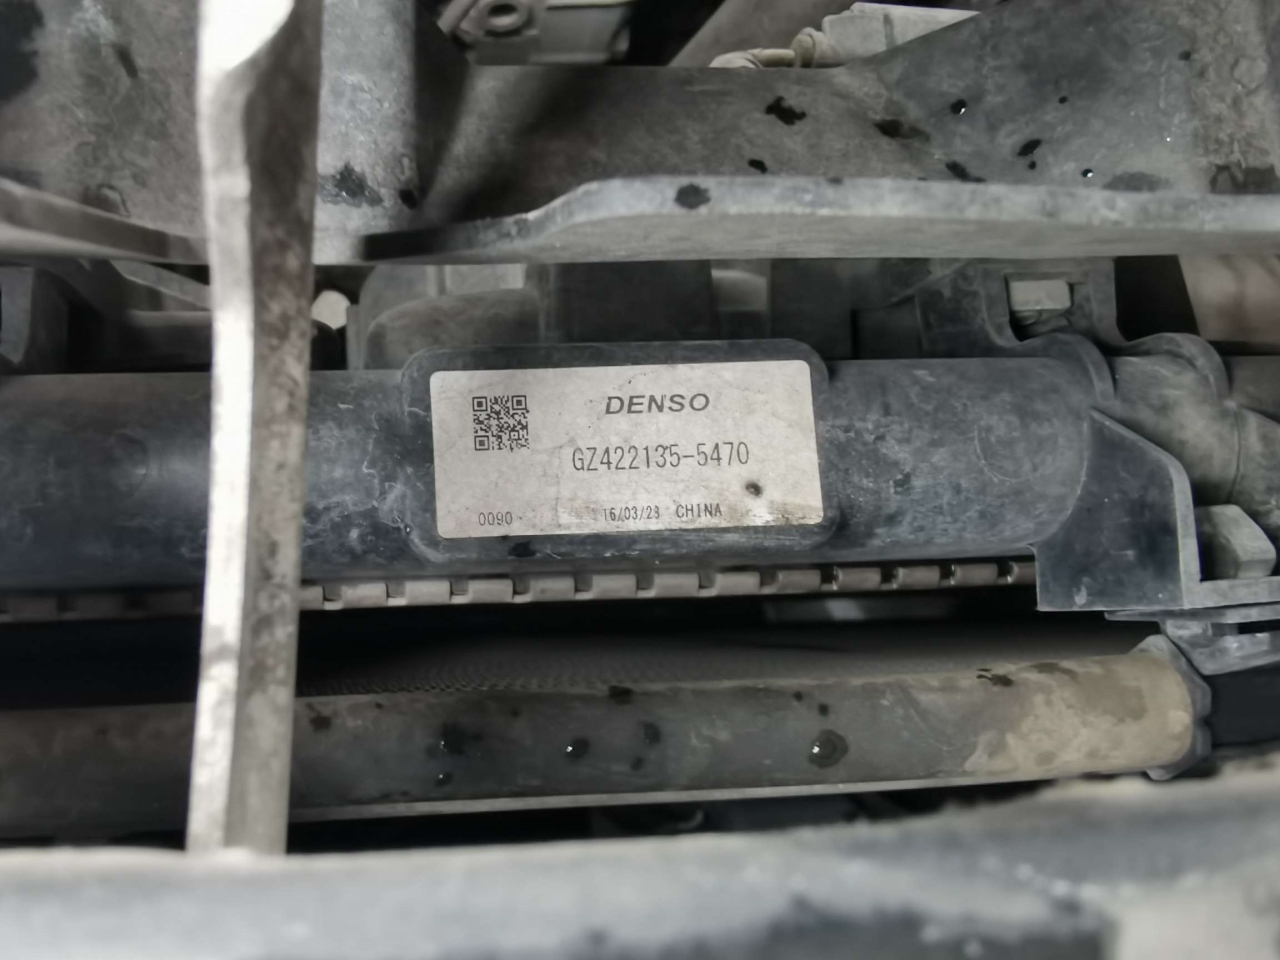 DENSO
GZ422135-5470
0090
16/03/23 CHINA